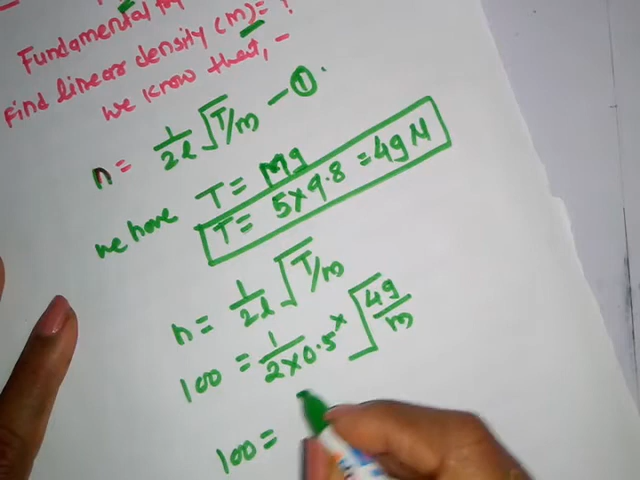 Fundamental
Find linear density (m) = ?
we know that, -
n = 1/2l √T/m - ①.
we have T = Mg
T = 5×9.8 = 49 N
n = 1/2l √T/m
100 = 1/2×0.5 × √49/m
100 =